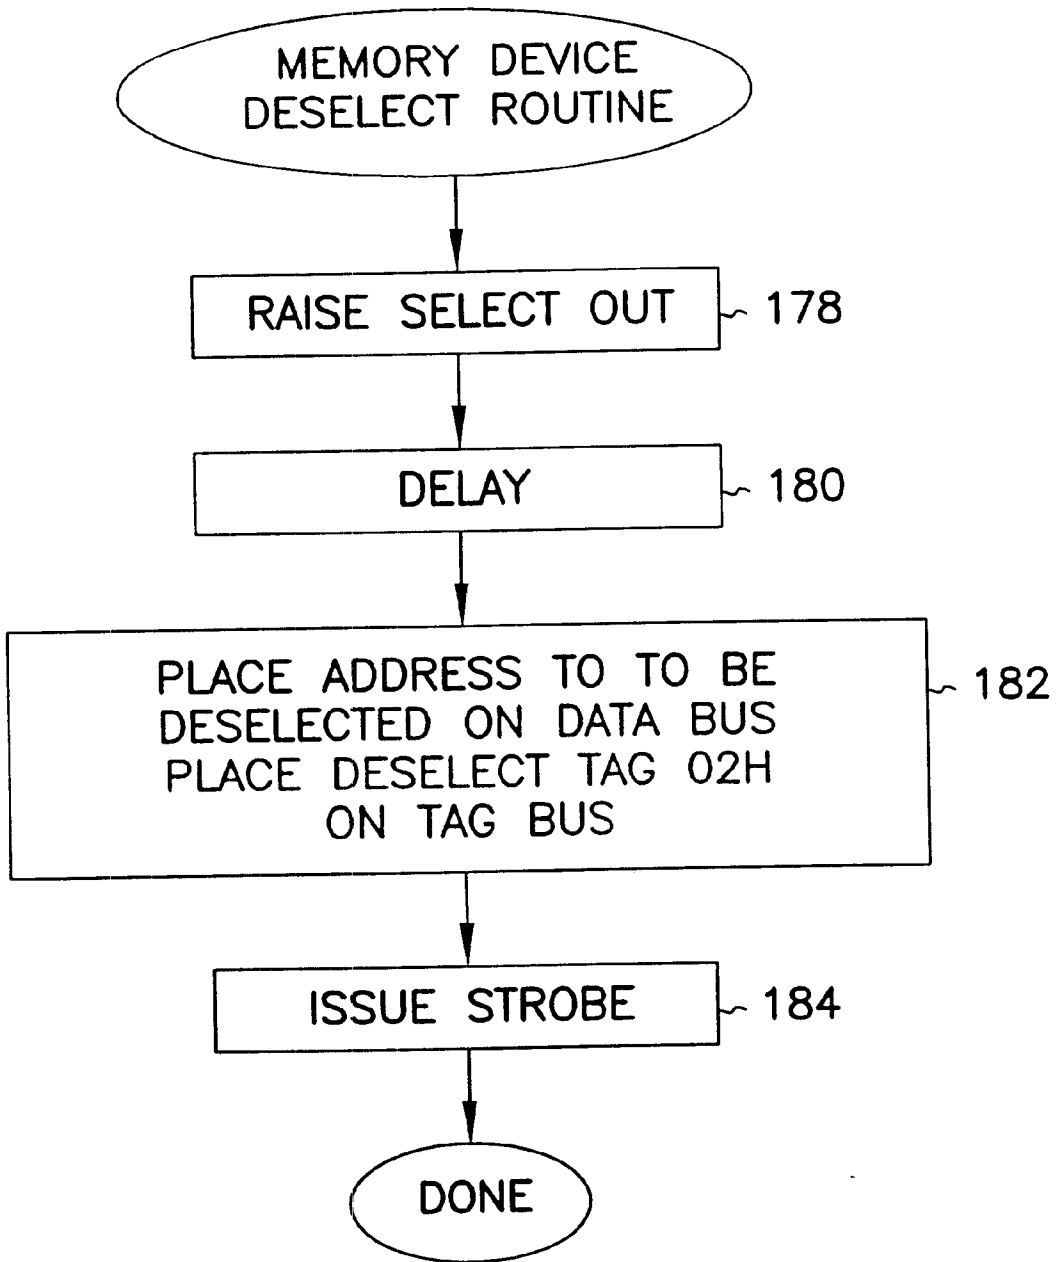 MEMORY DEVICE
DESELECT ROUTINE
RAISE SELECT OUT
178
DELAY
180
PLACE ADDRESS TO TO BE
DESELECTED ON DATA BUS
PLACE DESELECT TAG 02H
ON TAG BUS
182
ISSUE STROBE
184
DONE